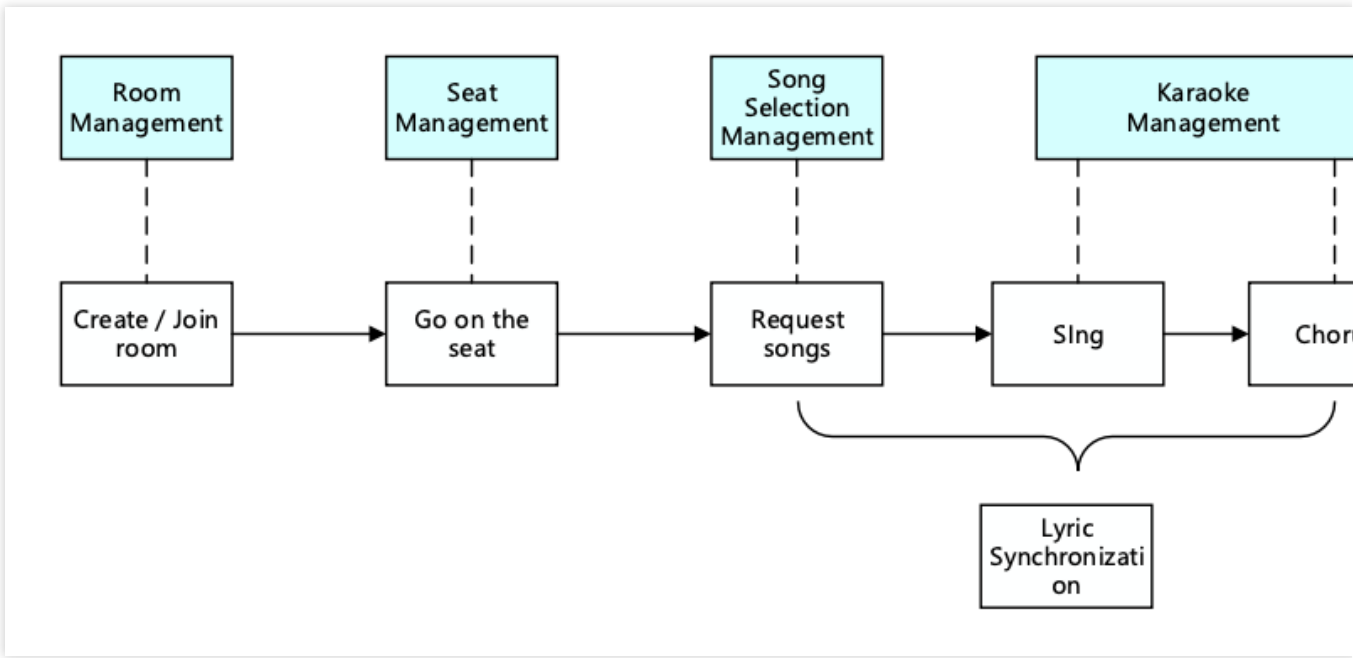 Room
Management
Seat
Management
Song
Selection
Management
Karaoke
Management
Create / Join
room
Go on the
seat
Request
songs
SIng
Lyric
Synchronizati
on